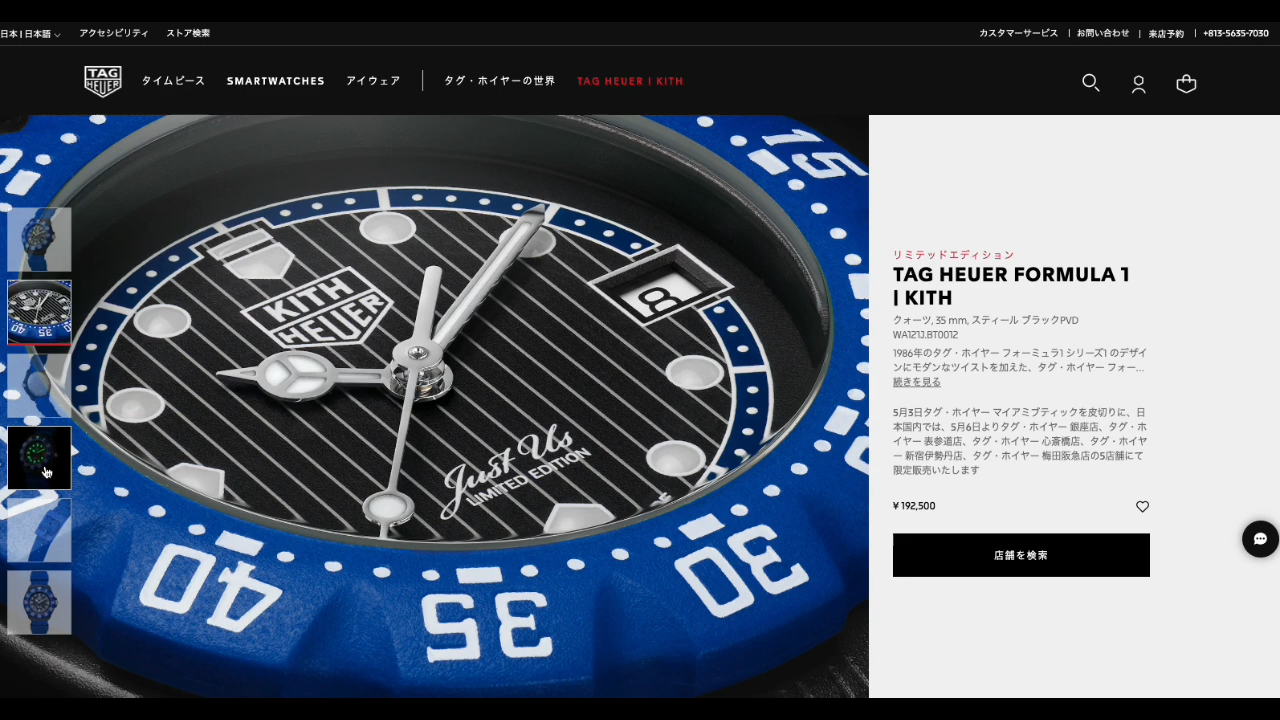 日本 | 日本語
アクセシビリティ
ストア検索
カスタマーサービス
お問い合わせ
来店予約
+813-5635-7030
TAG
HEUER
タイムピース
SMARTWATCHES
アイウェア
タグ・ホイヤーの世界
TAG HEUER | KITH
15
KITH
HEUER
8
Just Us
LIMITED EDITION
40
35
30
リミテッドエディション
TAG HEUER FORMULA 1
| KITH
クォーツ, 35 mm, スティール ブラックPVD
WA121J.BT0012
1986年のタグ・ホイヤー フォーミュラ1 シリーズ1 のデザイ
ンにモダンなツイストを加えた、タグ・ホイヤー フォー...
続きを見る
5月3日タグ・ホイヤー マイアミブティックを皮切りに、日
本国内では、5月6日よりタグ・ホイヤー 銀座店、タグ・ホ
イヤー 表参道店、タグ・ホイヤー 心斎橋店、タグ・ホイヤ
ー 新宿伊勢丹店、タグ・ホイヤー 梅田阪急店の5店舗にて
限定販売いたします
¥ 192,500
店舗を検索